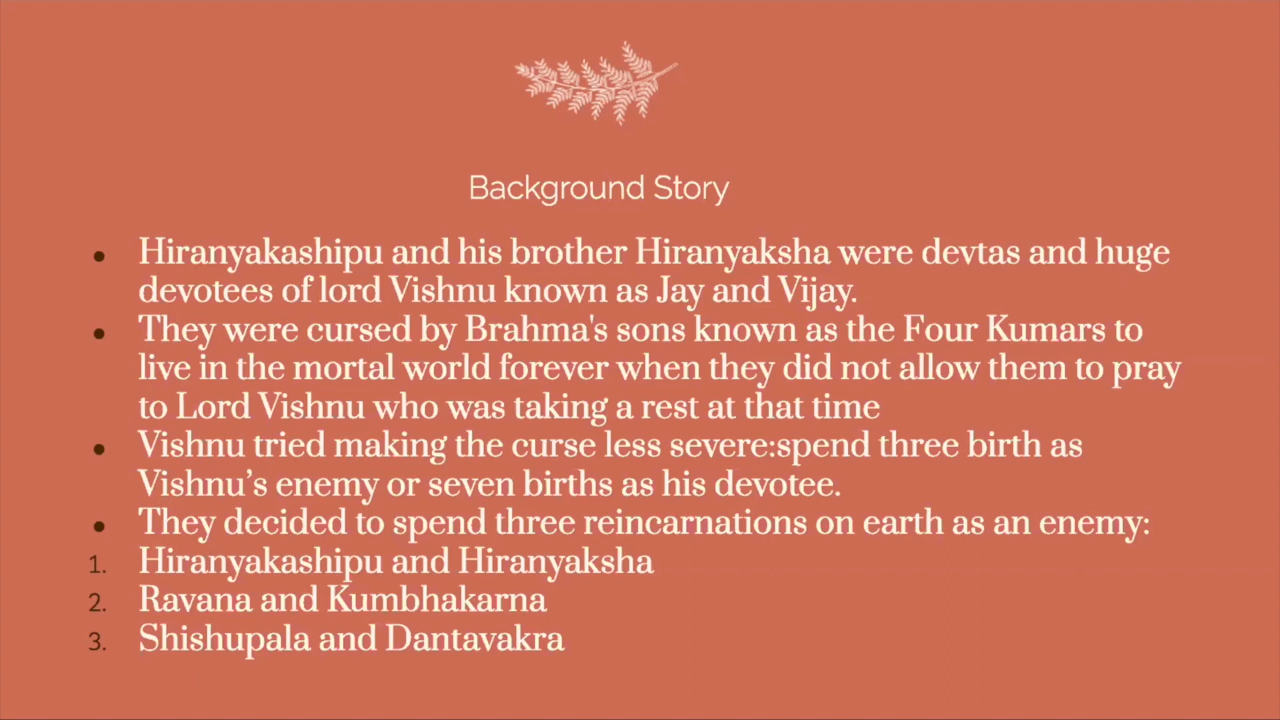 Background Story
• Hiranyakashipu and his brother Hiranyaksha were devtas and huge
devotees of lord Vishnu known as Jay and Vijay.
• They were cursed by Brahma's sons known as the Four Kumars to
live in the mortal world forever when they did not allow them to pray
to Lord Vishnu who was taking a rest at that time
• Vishnu tried making the curse less severe:spend three birth as
Vishnu’s enemy or seven births as his devotee.
• They decided to spend three reincarnations on earth as an enemy:
1. Hiranyakashipu and Hiranyaksha
2. Ravana and Kumbhakarna
3. Shishupala and Dantavakra